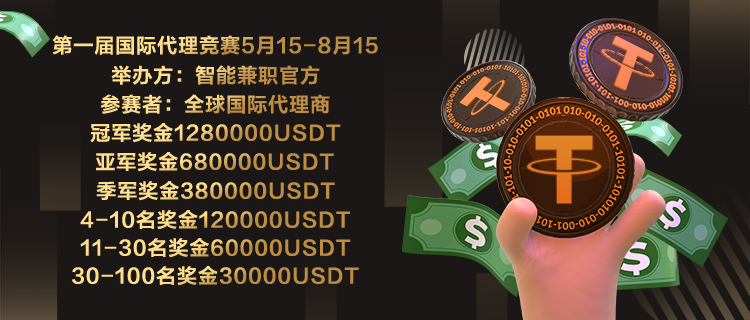 第一届国际代理竞赛5月15-8月15
举办方：智能兼职官方
参赛者：全球国际代理商
冠军奖金1280000USDT
亚军奖金680000USDT
季军奖金380000USDT
4-10名奖金120000USDT
11-30名奖金60000USDT
30-100名奖金30000USDT